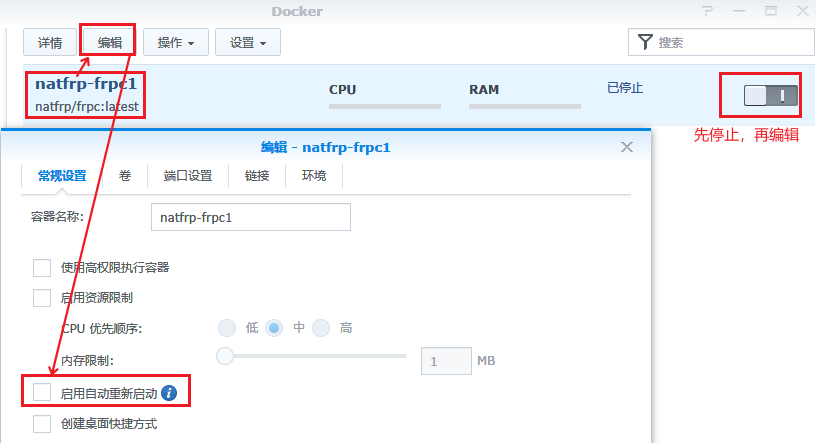 Docker
详情 编辑 操作 设置 搜索
natfrp-frpc1 CPU RAM 已停止
natfrp/frpc:latest
先停止，再编辑
编辑 - natfrp-frpc1
常规设置 卷 端口设置 链接 环境
容器名称: natfrp-frpc1
使用高权限执行容器
启用资源限制
CPU 优先顺序: 低 中 高
内存限制: 1 MB
启用自动重新启动
创建桌面快捷方式